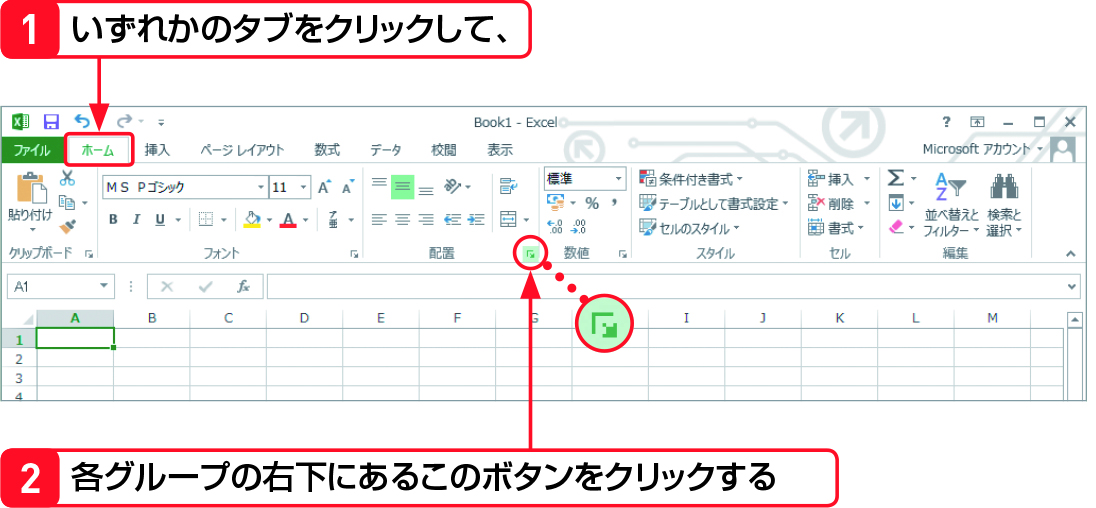 1 いずれかのタブをクリックして、
Book1 - Excel
ファイル ホーム 挿入 ページ レイアウト 数式 データ 校閲 表示 Microsoft アカウント
貼り付け
MS Pゴシック 11
B I U
標準
%
条件付き書式
テーブルとして書式設定
セルのスタイル
挿入
削除
書式
Σ
並べ替えと フィルター
検索と 選択
クリップボード フォント 配置 数値 スタイル セル 編集
A1 fx
A B C D E F G I J K L M
1
2
3
4
2 各グループの右下にあるこのボタンをクリックする